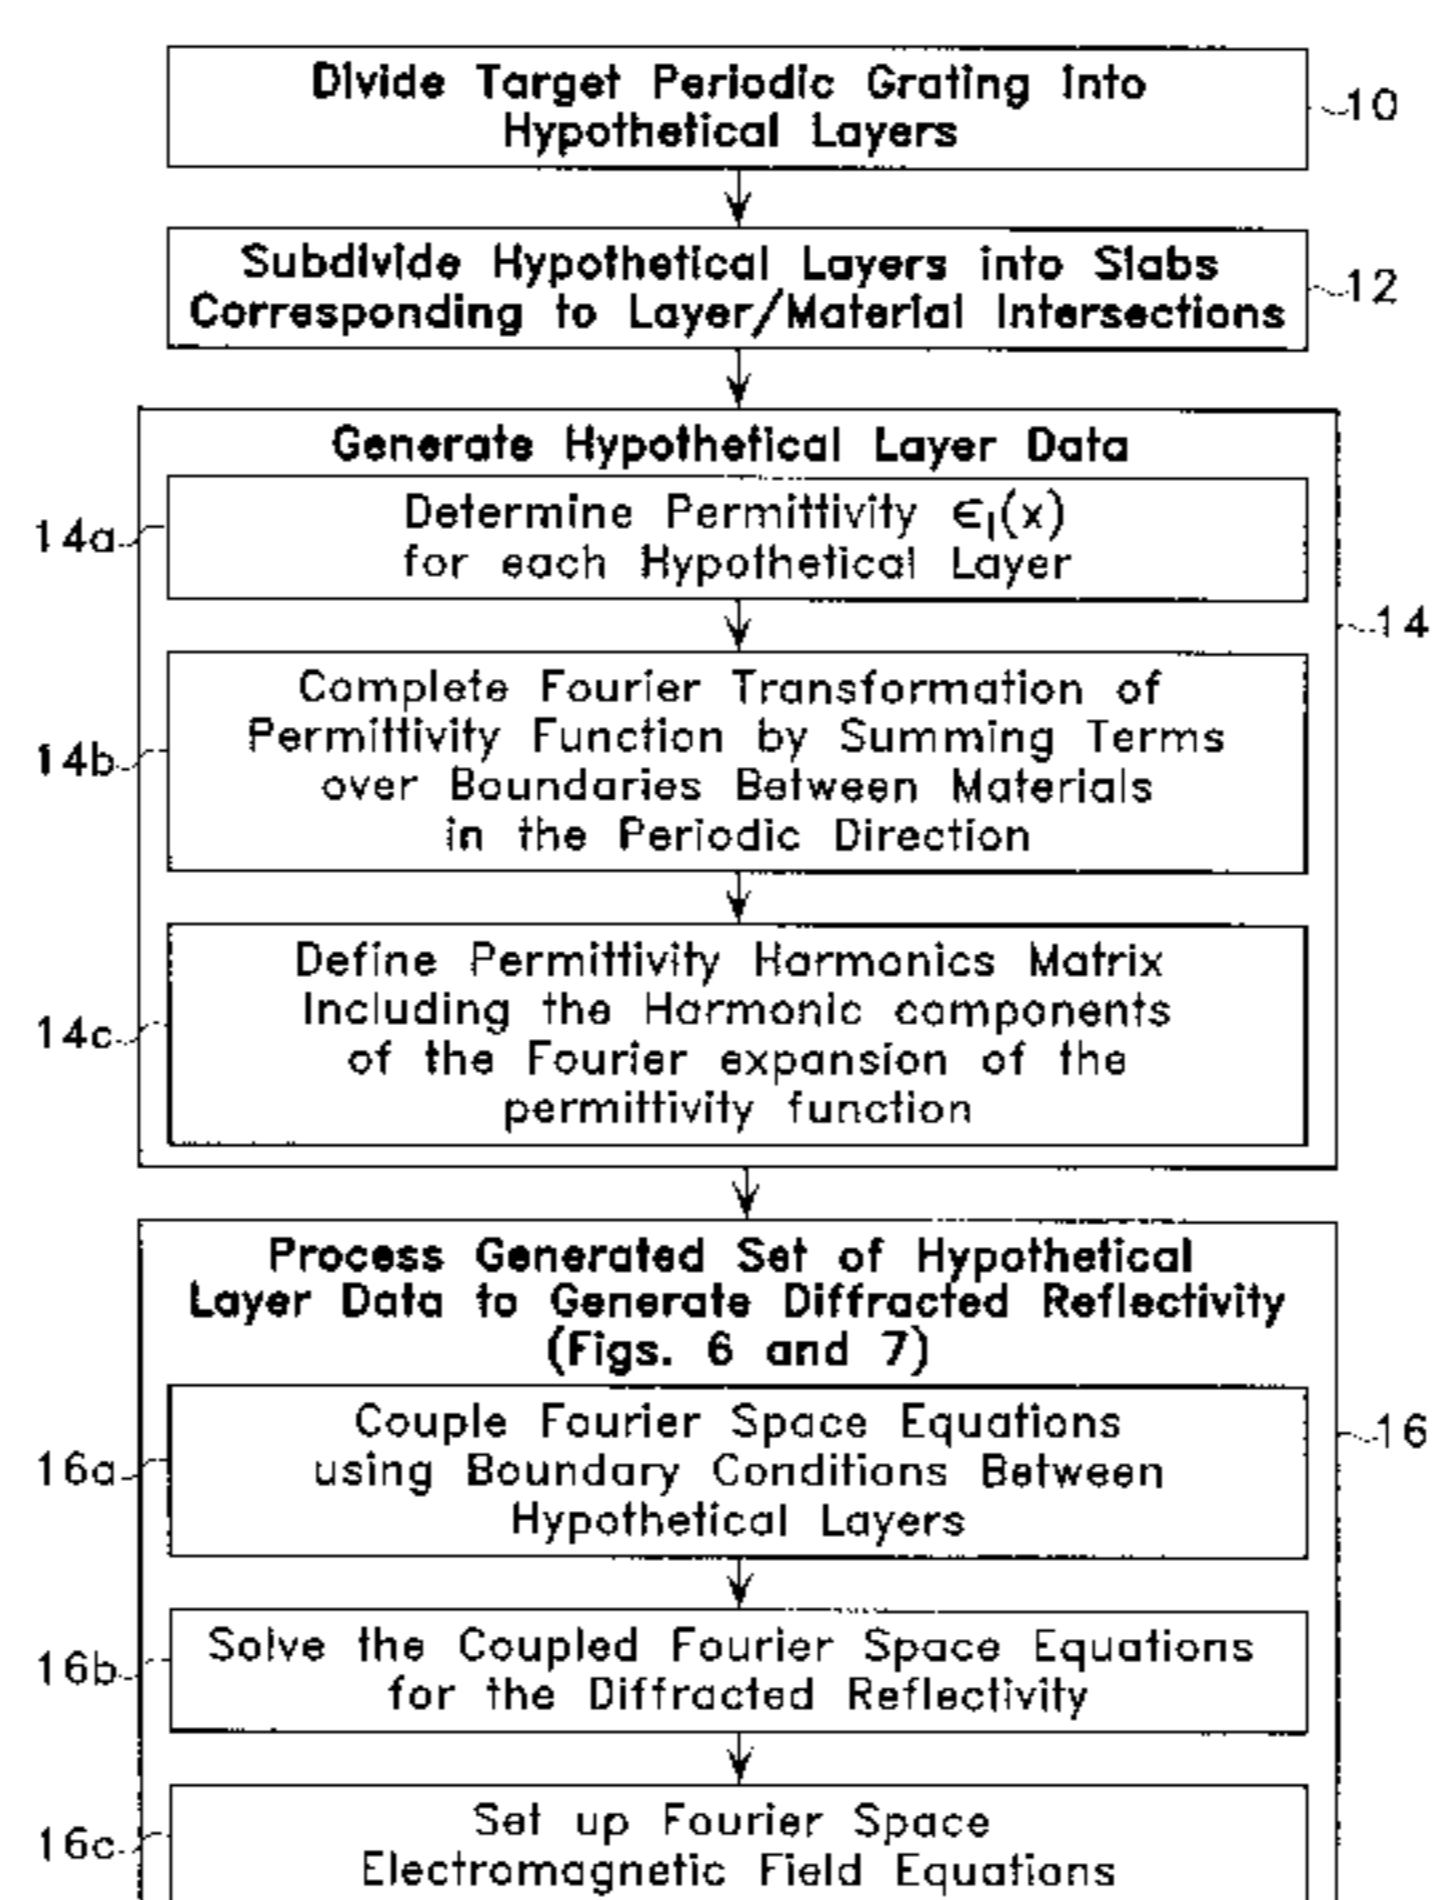 Divide Target Periodic Grating into
Hypothetical Layers
10
Subdivide Hypothetical Layers into Slabs
Corresponding to Layer/Material Intersections
12
Generate Hypothetical Layer Data
14
14a
Determine Permittivity ϵl(x)
for each Hypothetical Layer
14b
Complete Fourier Transformation of
Permittivity Function by Summing Terms
over Boundaries Between Materials
in the Periodic Direction
14c
Define Permittivity Harmonics Matrix
Including the Harmonic components
of the Fourier expansion of the
permittivity function
Process Generated Set of Hypothetical
Layer Data to Generate Diffracted Reflectivity
(Figs. 6 and 7)
16
16a
Couple Fourier Space Equations
using Boundary Conditions Between
Hypothetical Layers
16b
Solve the Coupled Fourier Space Equations
for the Diffracted Reflectivity
16c
Set up Fourier Space
Electromagnetic Field Equations